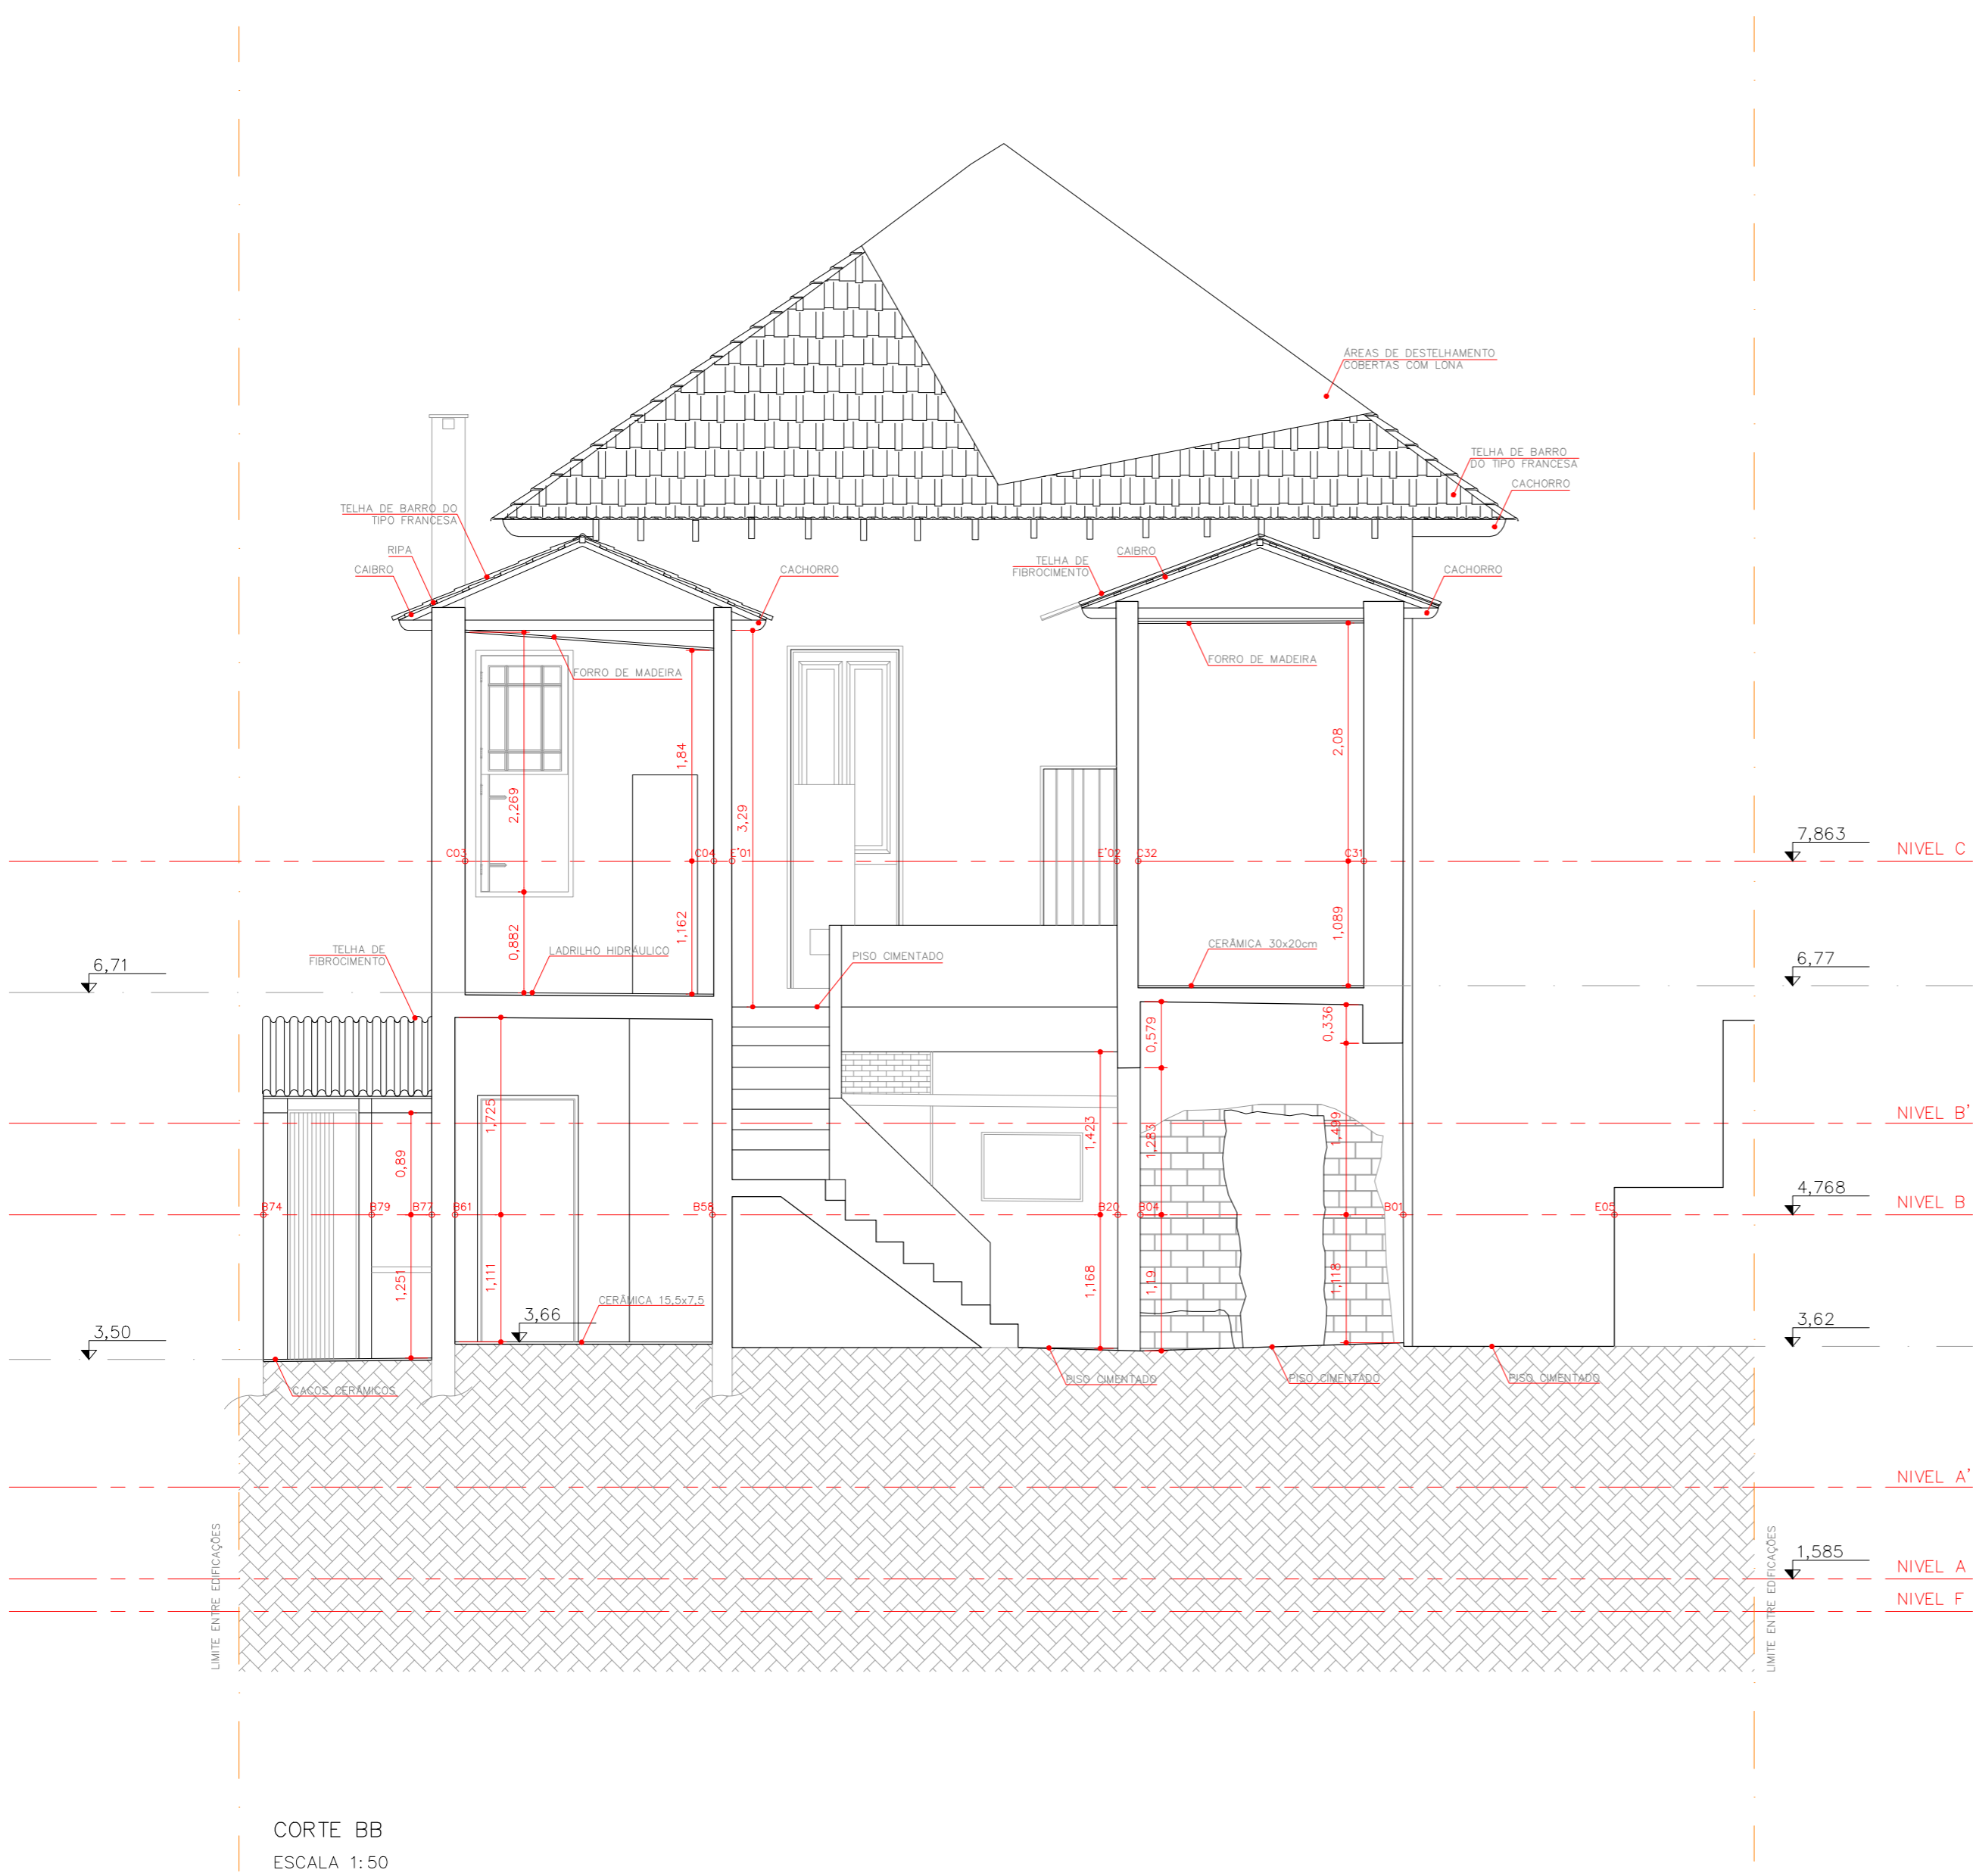 ÁREAS DE DESTELHAMENTO
COBERTAS COM LONA
TELHA DE BARRO
DO TIPO FRANCESA
CACHORRO
TELHA DE BARRO DO
TIPO FRANCESA
RIPA
CAIBRO
CACHORRO
TELHA DE
FIBROCIMENTO
CAIBRO
CACHORRO
FORRO DE MADEIRA
FORRO DE MADEIRA
1,84
2,08
2,269
3,29
7,863
NIVEL C
C03
C04
E'01
E'02
C32
C31
0,882
1,162
1,089
TELHA DE
FIBROCIMENTO
LADRILHO HIDRÁULICO
PISO CIMENTADO
CERÂMICA 30x20cm
6,71
6,77
0,579
0,336
1,725
1,423
1,283
1,499
NIVEL B'
0,89
4,768
NIVEL B
B74
B79
B77
B61
B58
B20
B04
B01
E05
1,251
1,111
1,168
1,19
1,118
CERÂMICA 15,5x7,5
3,66
3,50
3,62
CACOS CERÂMICOS
PISO CIMENTADO
PISO CIMENTADO
PISO CIMENTADO
NIVEL A'
LIMITE ENTRE EDIFICAÇÕES
LIMITE ENTRE EDIFICAÇÕES
1,585
NIVEL A
NIVEL F
CORTE BB
ESCALA 1:50